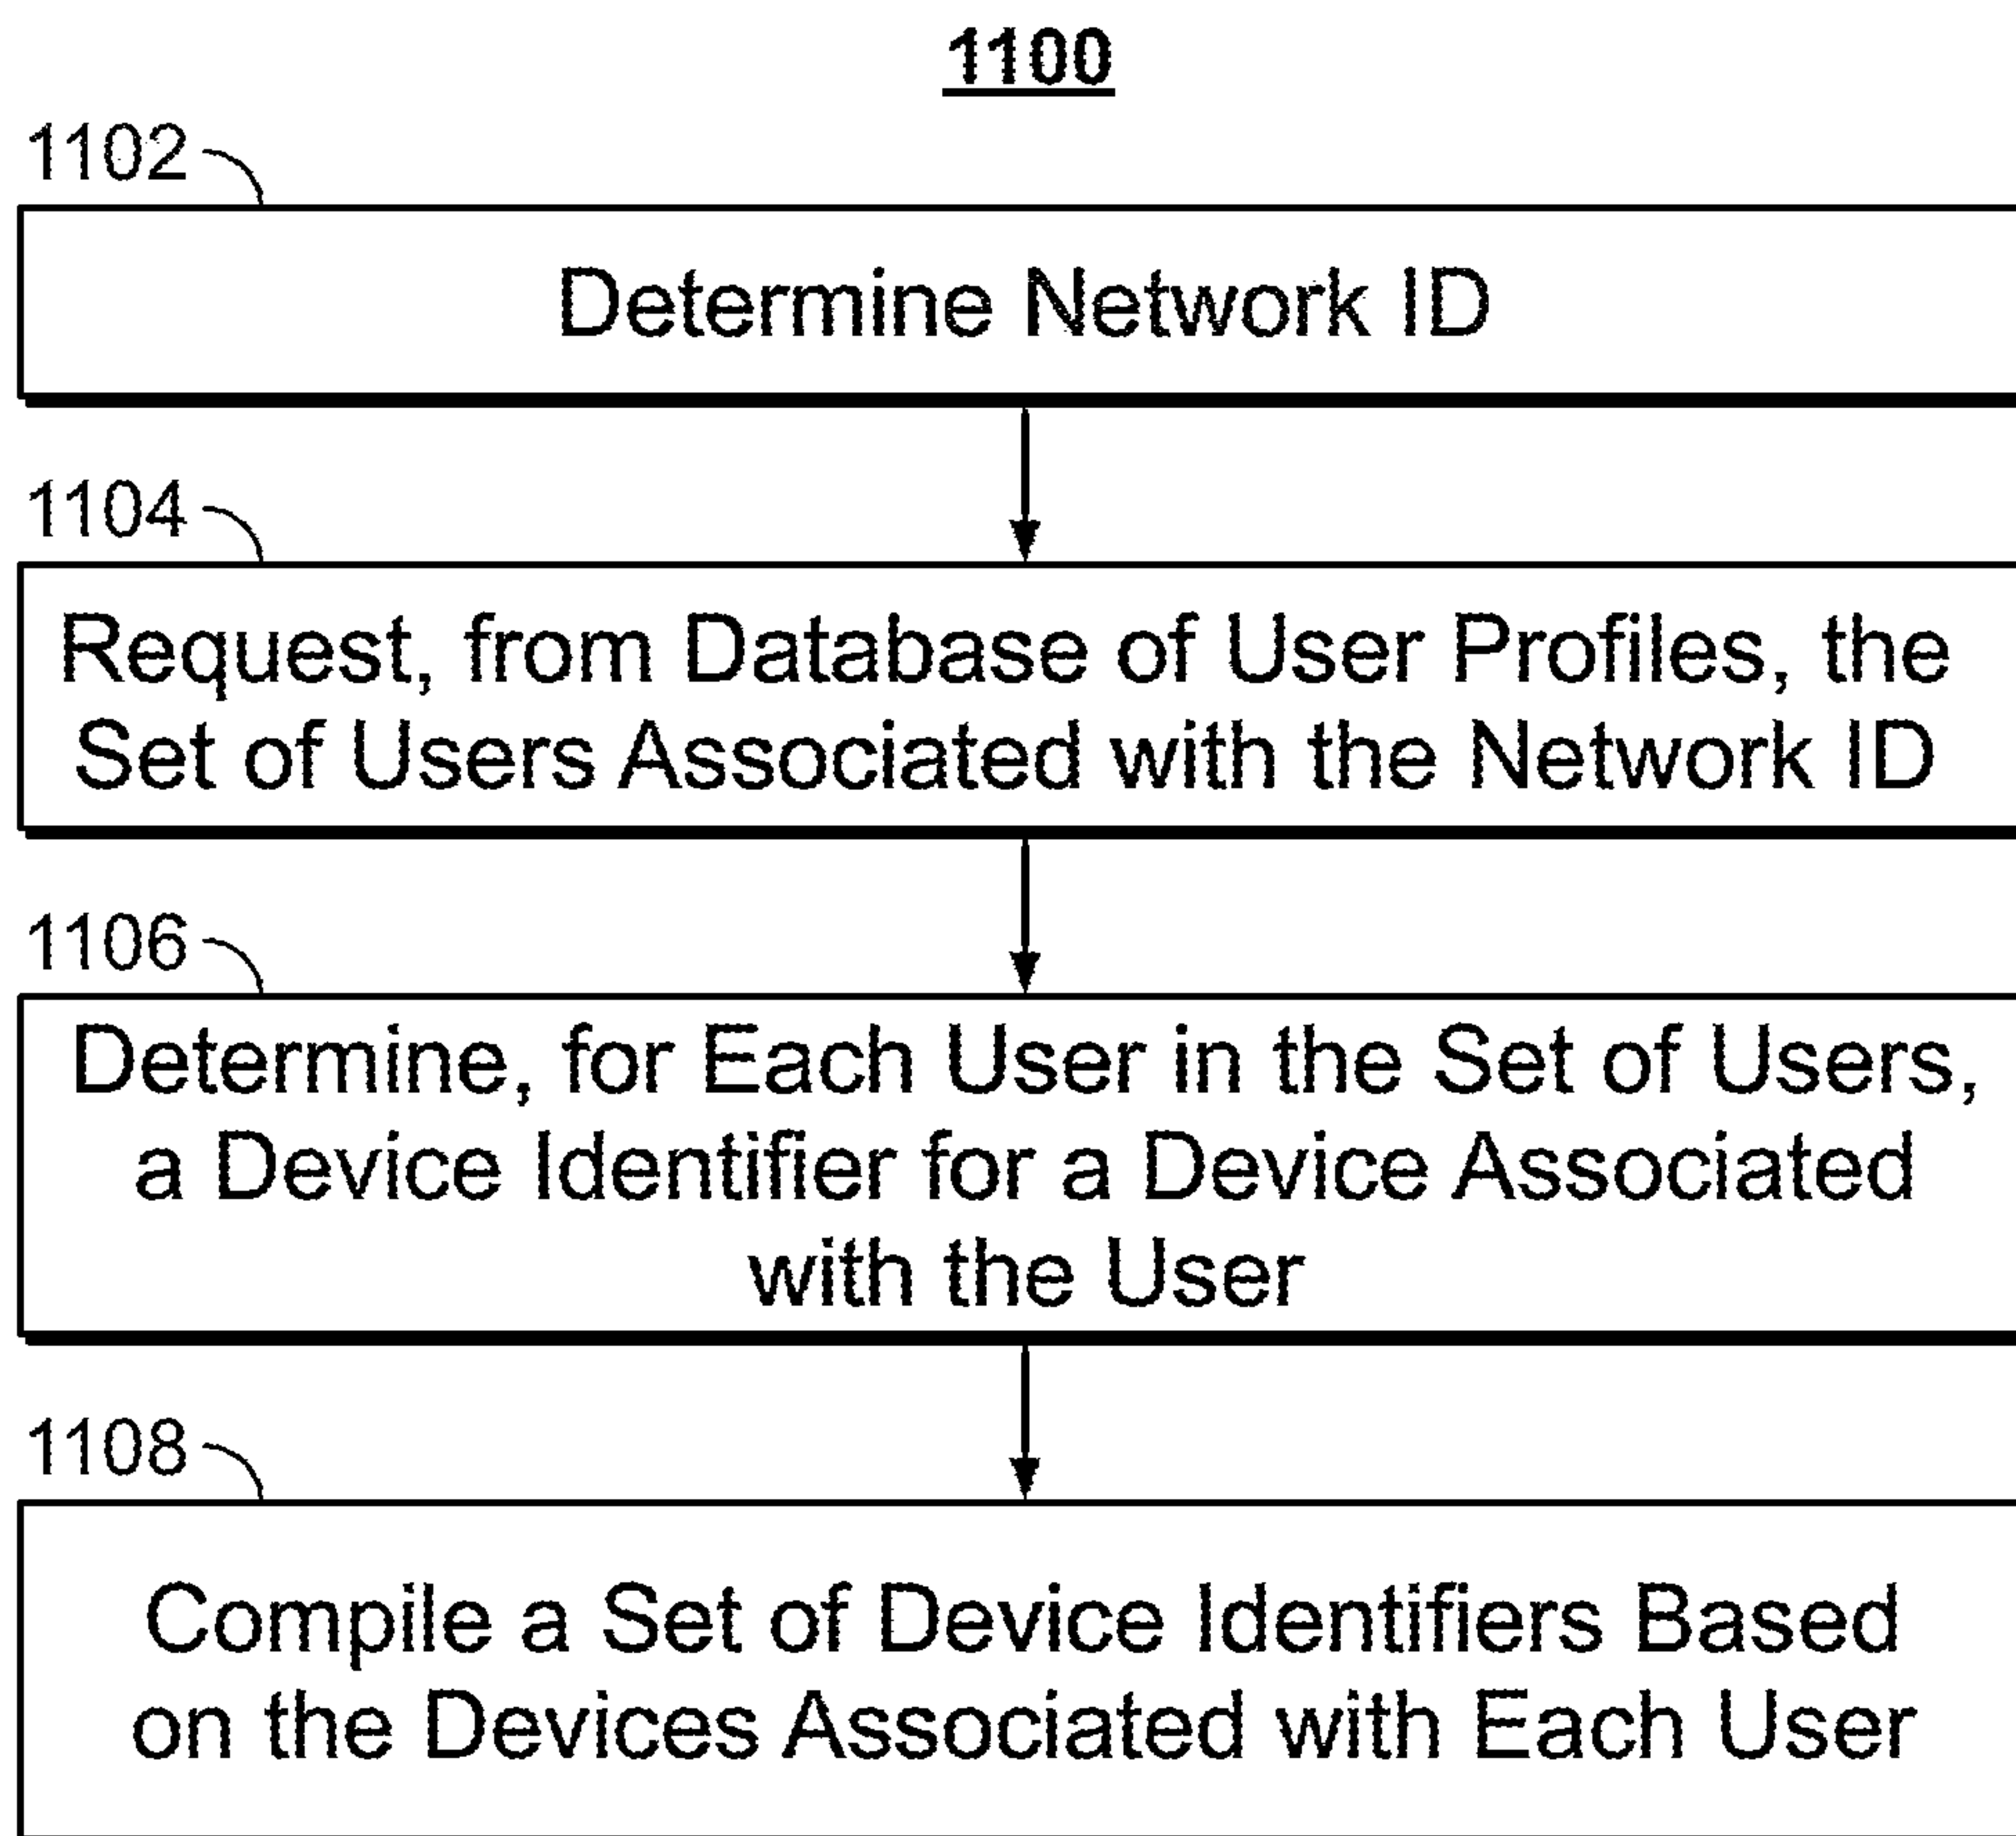 1100
1102
Determine Network ID
1104
Request, from Database of User Profiles, the
Set of Users Associated with the Network ID
1106
Determine, for Each User in the Set of Users,
a Device Identifier for a Device Associated
with the User
1108
Compile a Set of Device Identifiers Based
on the Devices Associated with Each User